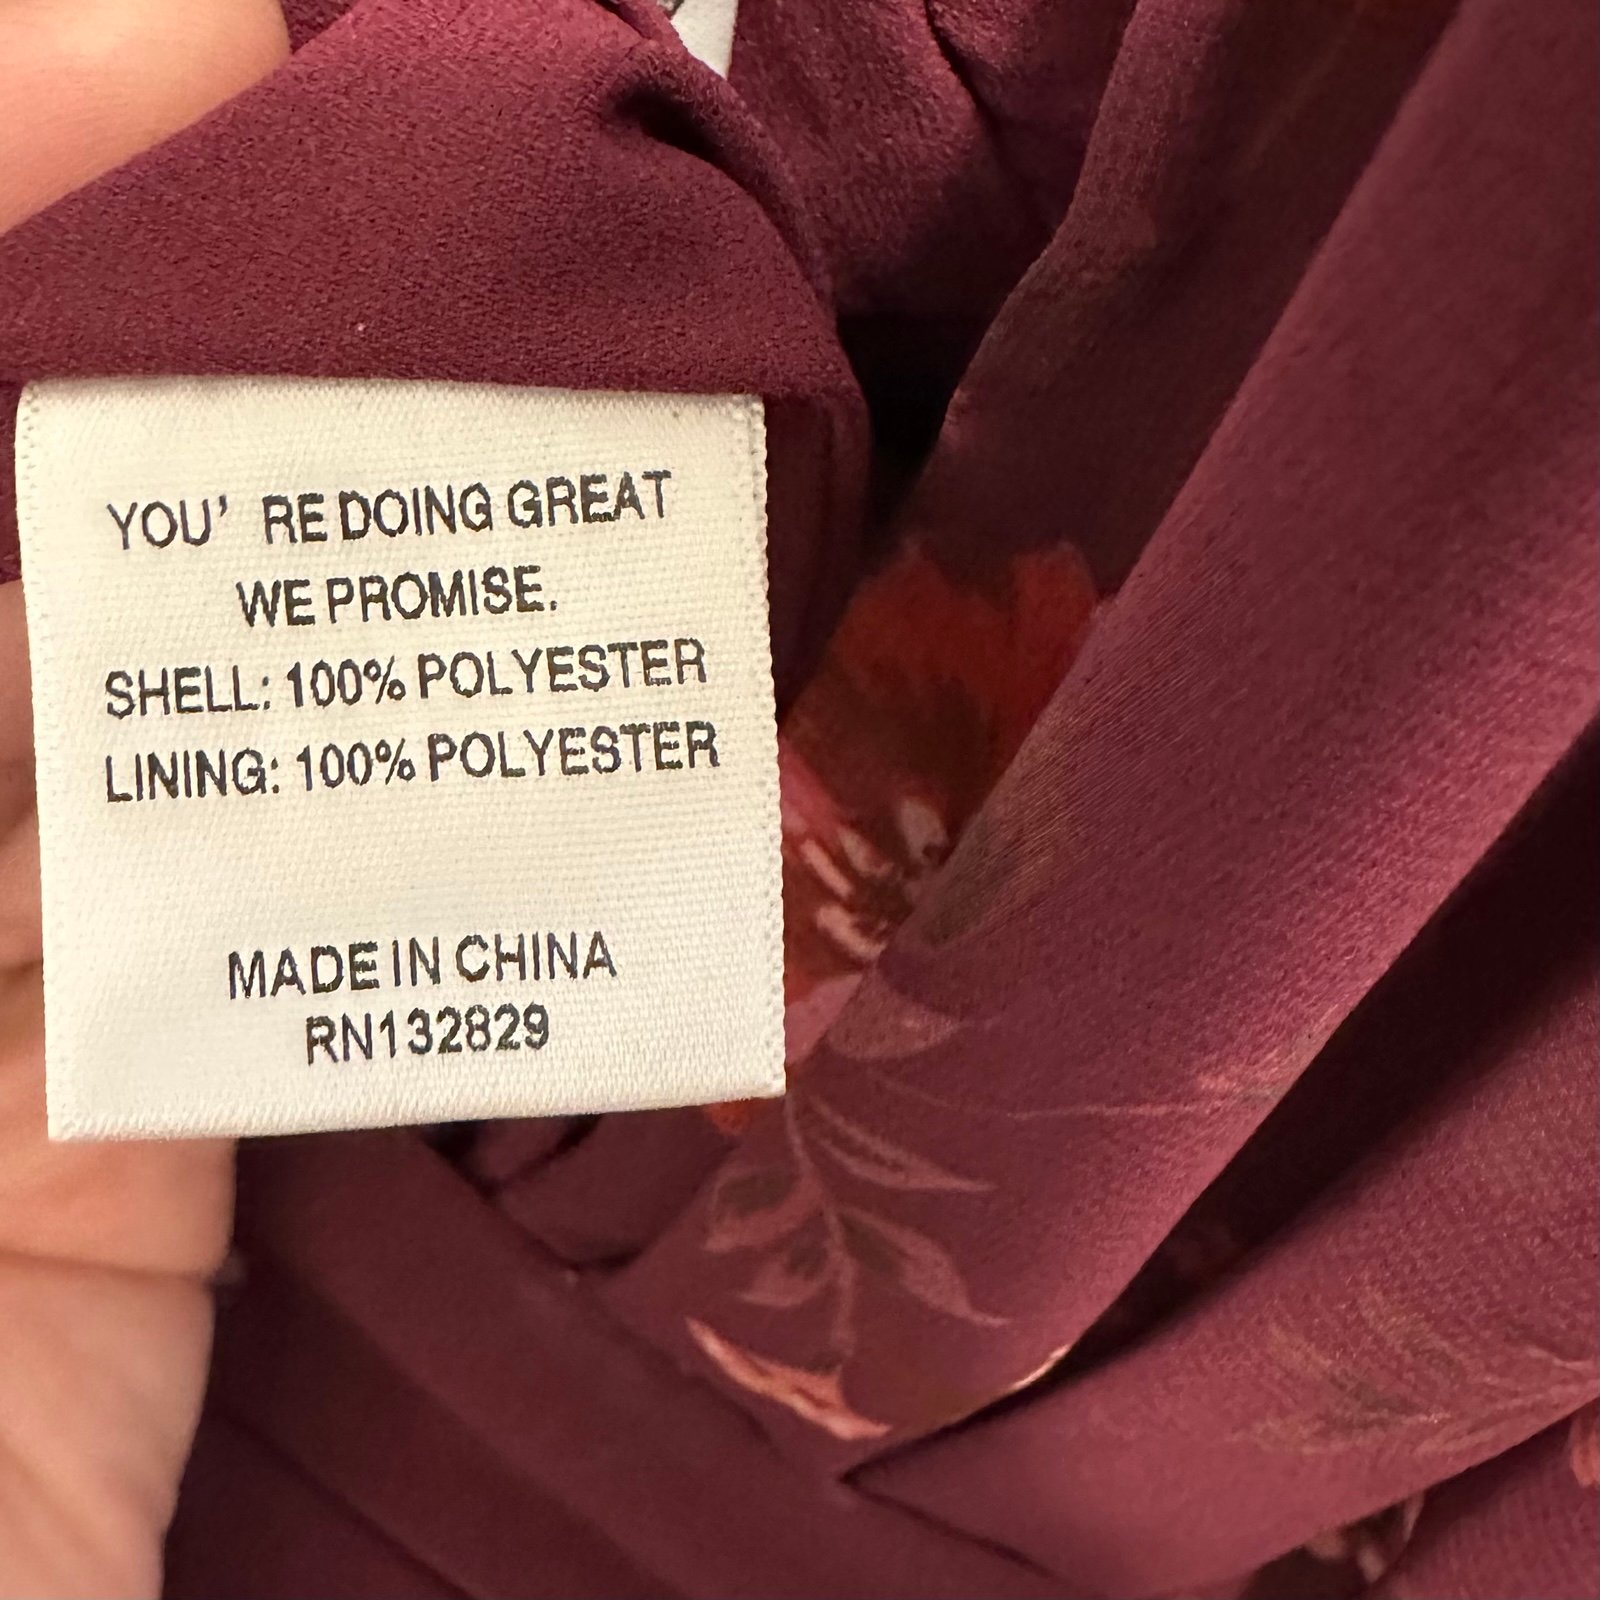 YOU' RE DOING GREAT
WE PROMISE.
SHELL: 100% POLYESTER
LINING: 100% POLYESTER
MADE IN CHINA
RN132829